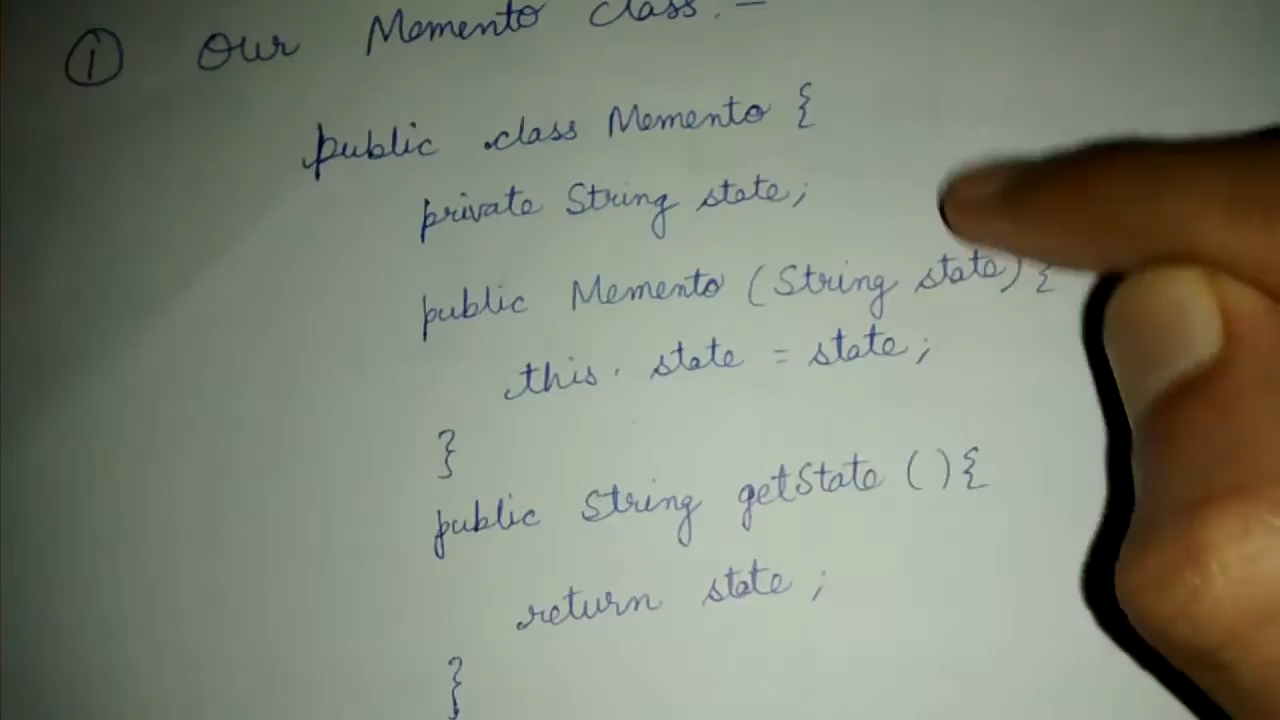 ① Our Memento class. -
public class Memento {
private String state;
public Memento (String state) {
this. state = state;
}
public String getState () {
return state ;
}